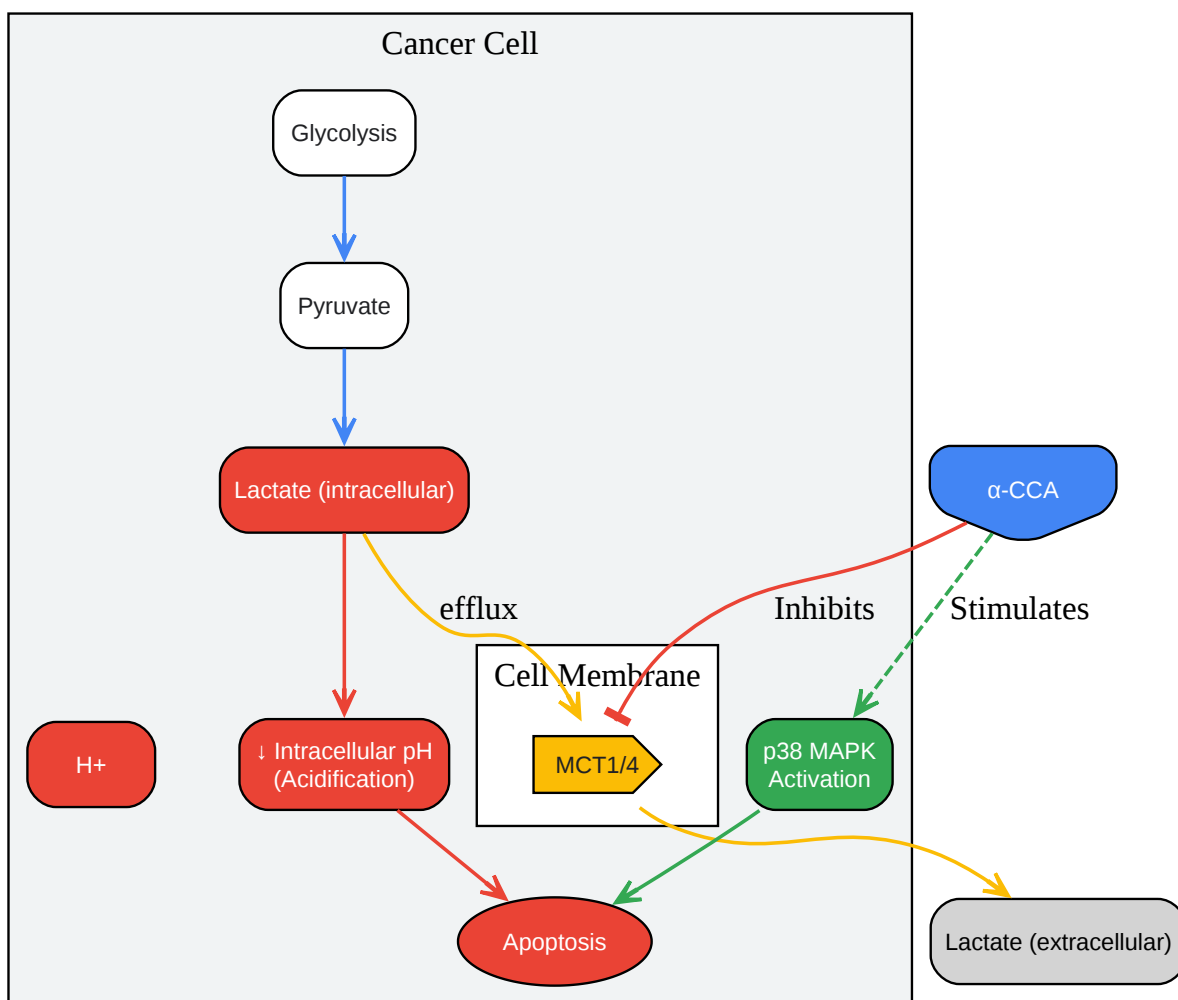 Cancer Cell
Glycolysis
Pyruvate
Lactate (intracellular)
α-CCA
efflux
Inhibits
Stimulates
Cell Membrane
H+
↓ Intracellular pH
(Acidification)
MCT1/4
p38 MAPK
Activation
Apoptosis
Lactate (extracellular)